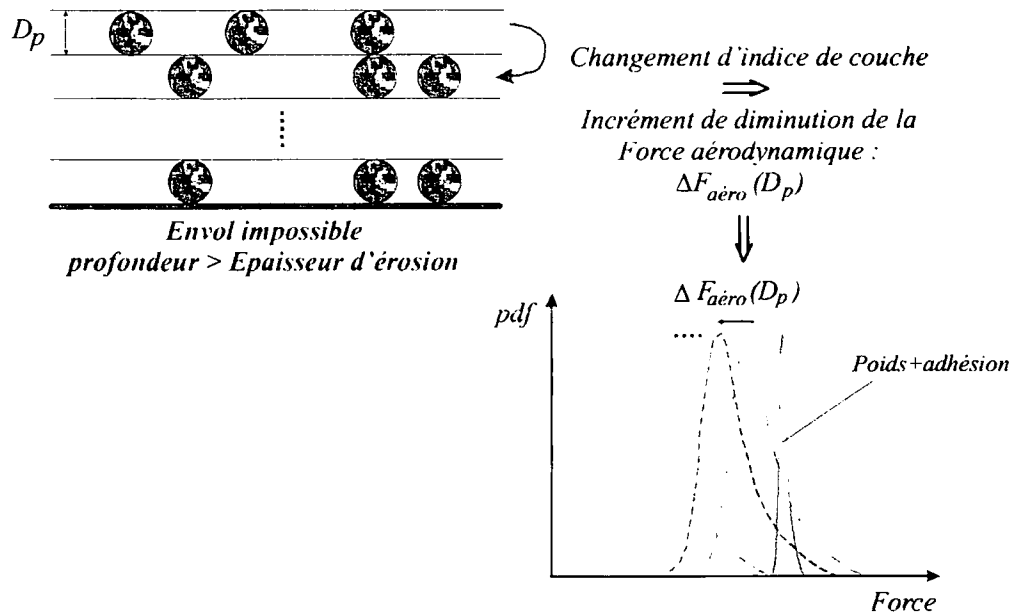 D_p
Changement d'indice de couche
Incrément de diminution de la
Force aérodynamique :
ΔF_aéro(D_p)
Envol impossible
profondeur > Epaisseur d'érosion
Δ F_aéro(D_p)
pdf
Poids+adhésion
Force